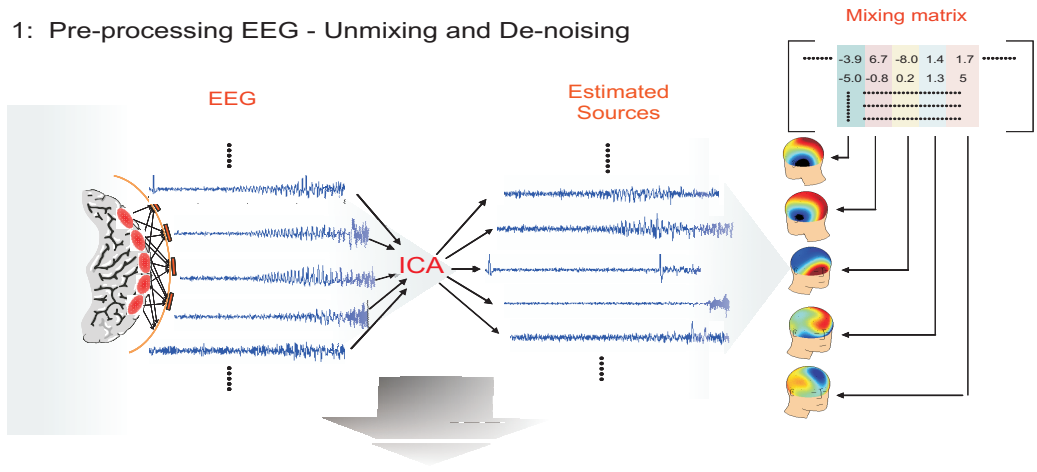 1: Pre-processing EEG - Unmixing and De-noising
Mixing matrix
-3.9 6.7 -8.0 1.4 1.7
-5.0 -0.8 0.2 1.3 5
EEG
Estimated
Sources
ICA